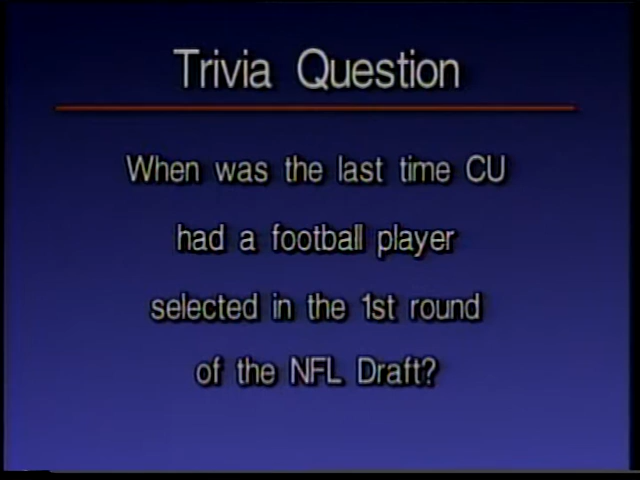 Trivia Question
When was the last time CU
had a football player
selected in the 1st round
of the NFL Draft?